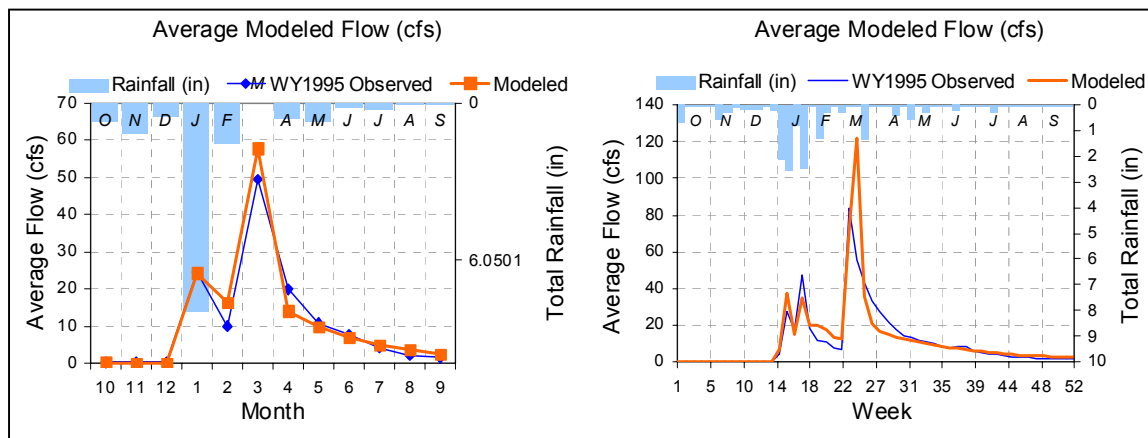 Average Modeled Flow (cfs)
Rainfall (in) M WY1995 Observed Modeled
70 60 50 40 30 20 10 0
Average Flow (cfs)
O N D J F A M J J A S
0
6.0501
Total Rainfall (in)
10 11 12 1 2 3 4 5 6 7 8 9
Month
Average Modeled Flow (cfs)
Rainfall (in) WY1995 Observed Modeled
140 120 100 80 60 40 20 0
Average Flow (cfs)
O N D J F M A M J J A S
0 1 2 3 4 5 6 7 8 9 10
Total Rainfall (in)
1 5 10 14 18 22 27 31 35 39 44 48 52
Week